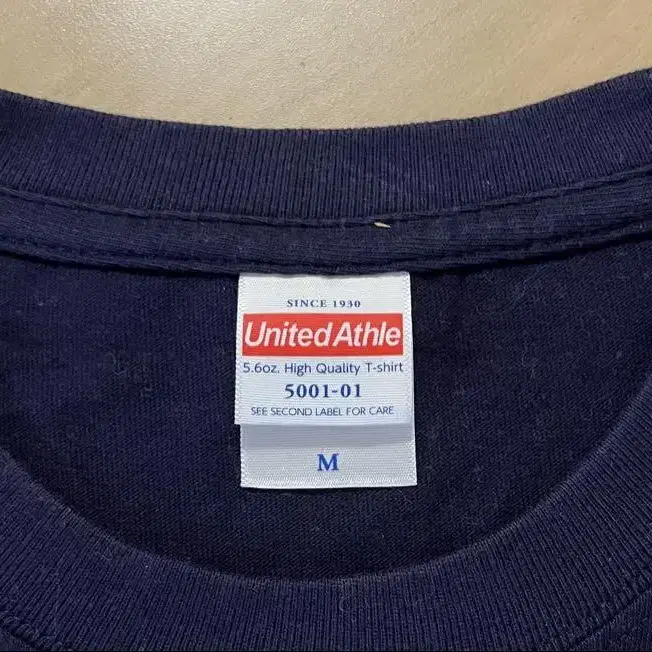 SINCE 1930
United Athle
5.6oz. High Quality T-shirt
5001-01
SEE SECOND LABEL FOR CARE
M